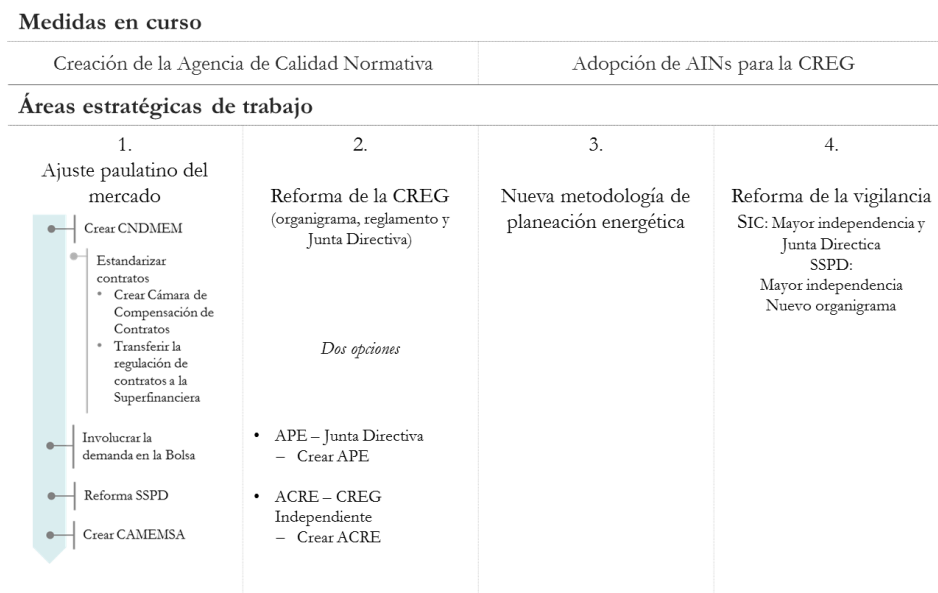 Medidas en curso
Creación de la Agencia de Calidad Normativa
Adopción de AINs para la CREG
Áreas estratégicas de trabajo
1.
Ajuste paulatino del
mercado
Crear CNDMEM
Estandarizar
contratos
• Crear Cámara de
Compensación de
Contratos
• Transferir la
regulación de
contratos a la
Superfinanciera
Involucrar la
demanda en la Bolsa
Reforma SSPD
Crear CAMEMSA
2.
Reforma de la CREG
(organigrama, reglamento y
Junta Directiva)
Dos opciones
• APE – Junta Directiva
– Crear APE
• ACRE – CREG
Independiente
– Crear ACRE
3.
Nueva metodología de
planeación energética
4.
Reforma de la vigilancia
SIC: Mayor independencia y
Junta Directica
SSPD:
Mayor independencia
Nuevo organigrama